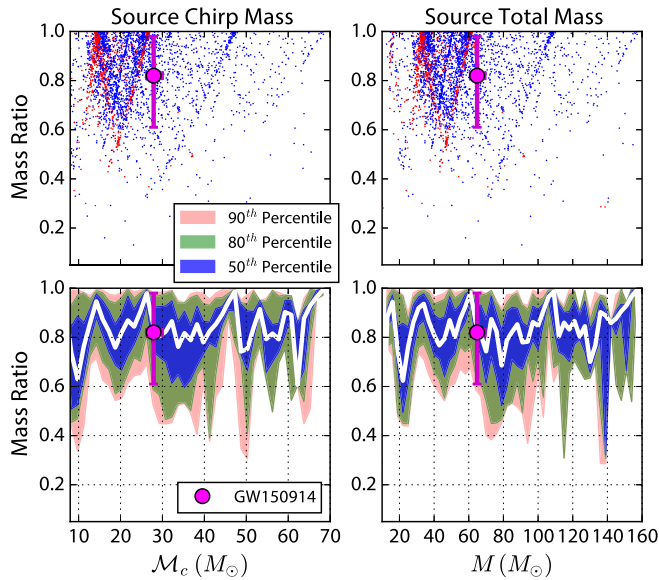 Source Chirp Mass
Source Total Mass
Mass Ratio
1.0
0.8
0.6
0.4
0.2
90th Percentile
80th Percentile
50th Percentile
Mass Ratio
1.0
0.8
0.6
0.4
0.2
GW150914
10 20 30 40 50 60 70
20 40 60 80 100 120 140 160
ℳc (M⊙)
M (M⊙)